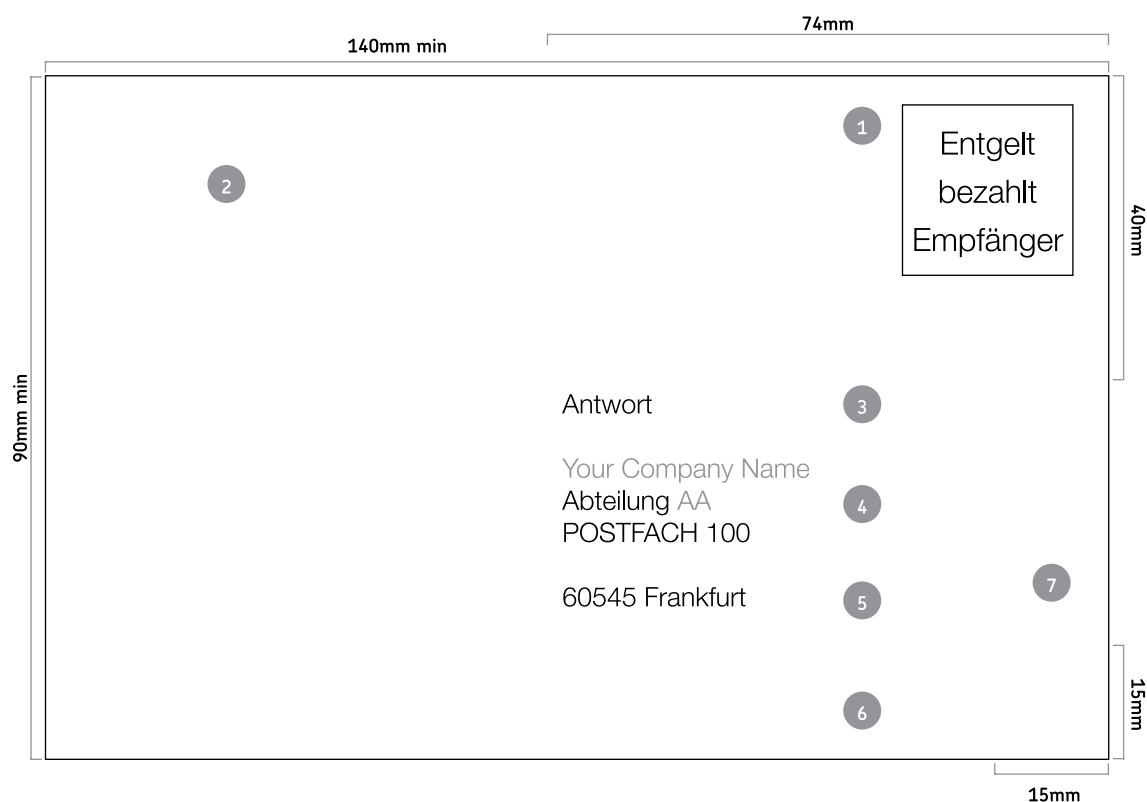 74mm
140mm min
1
Entgelt
bezahlt
Empfänger
2
40mm
90mm min
Antwort
3
Your Company Name
Abteilung AA
4
POSTFACH 100
7
60545 Frankfurt
5
15mm
6
15mm